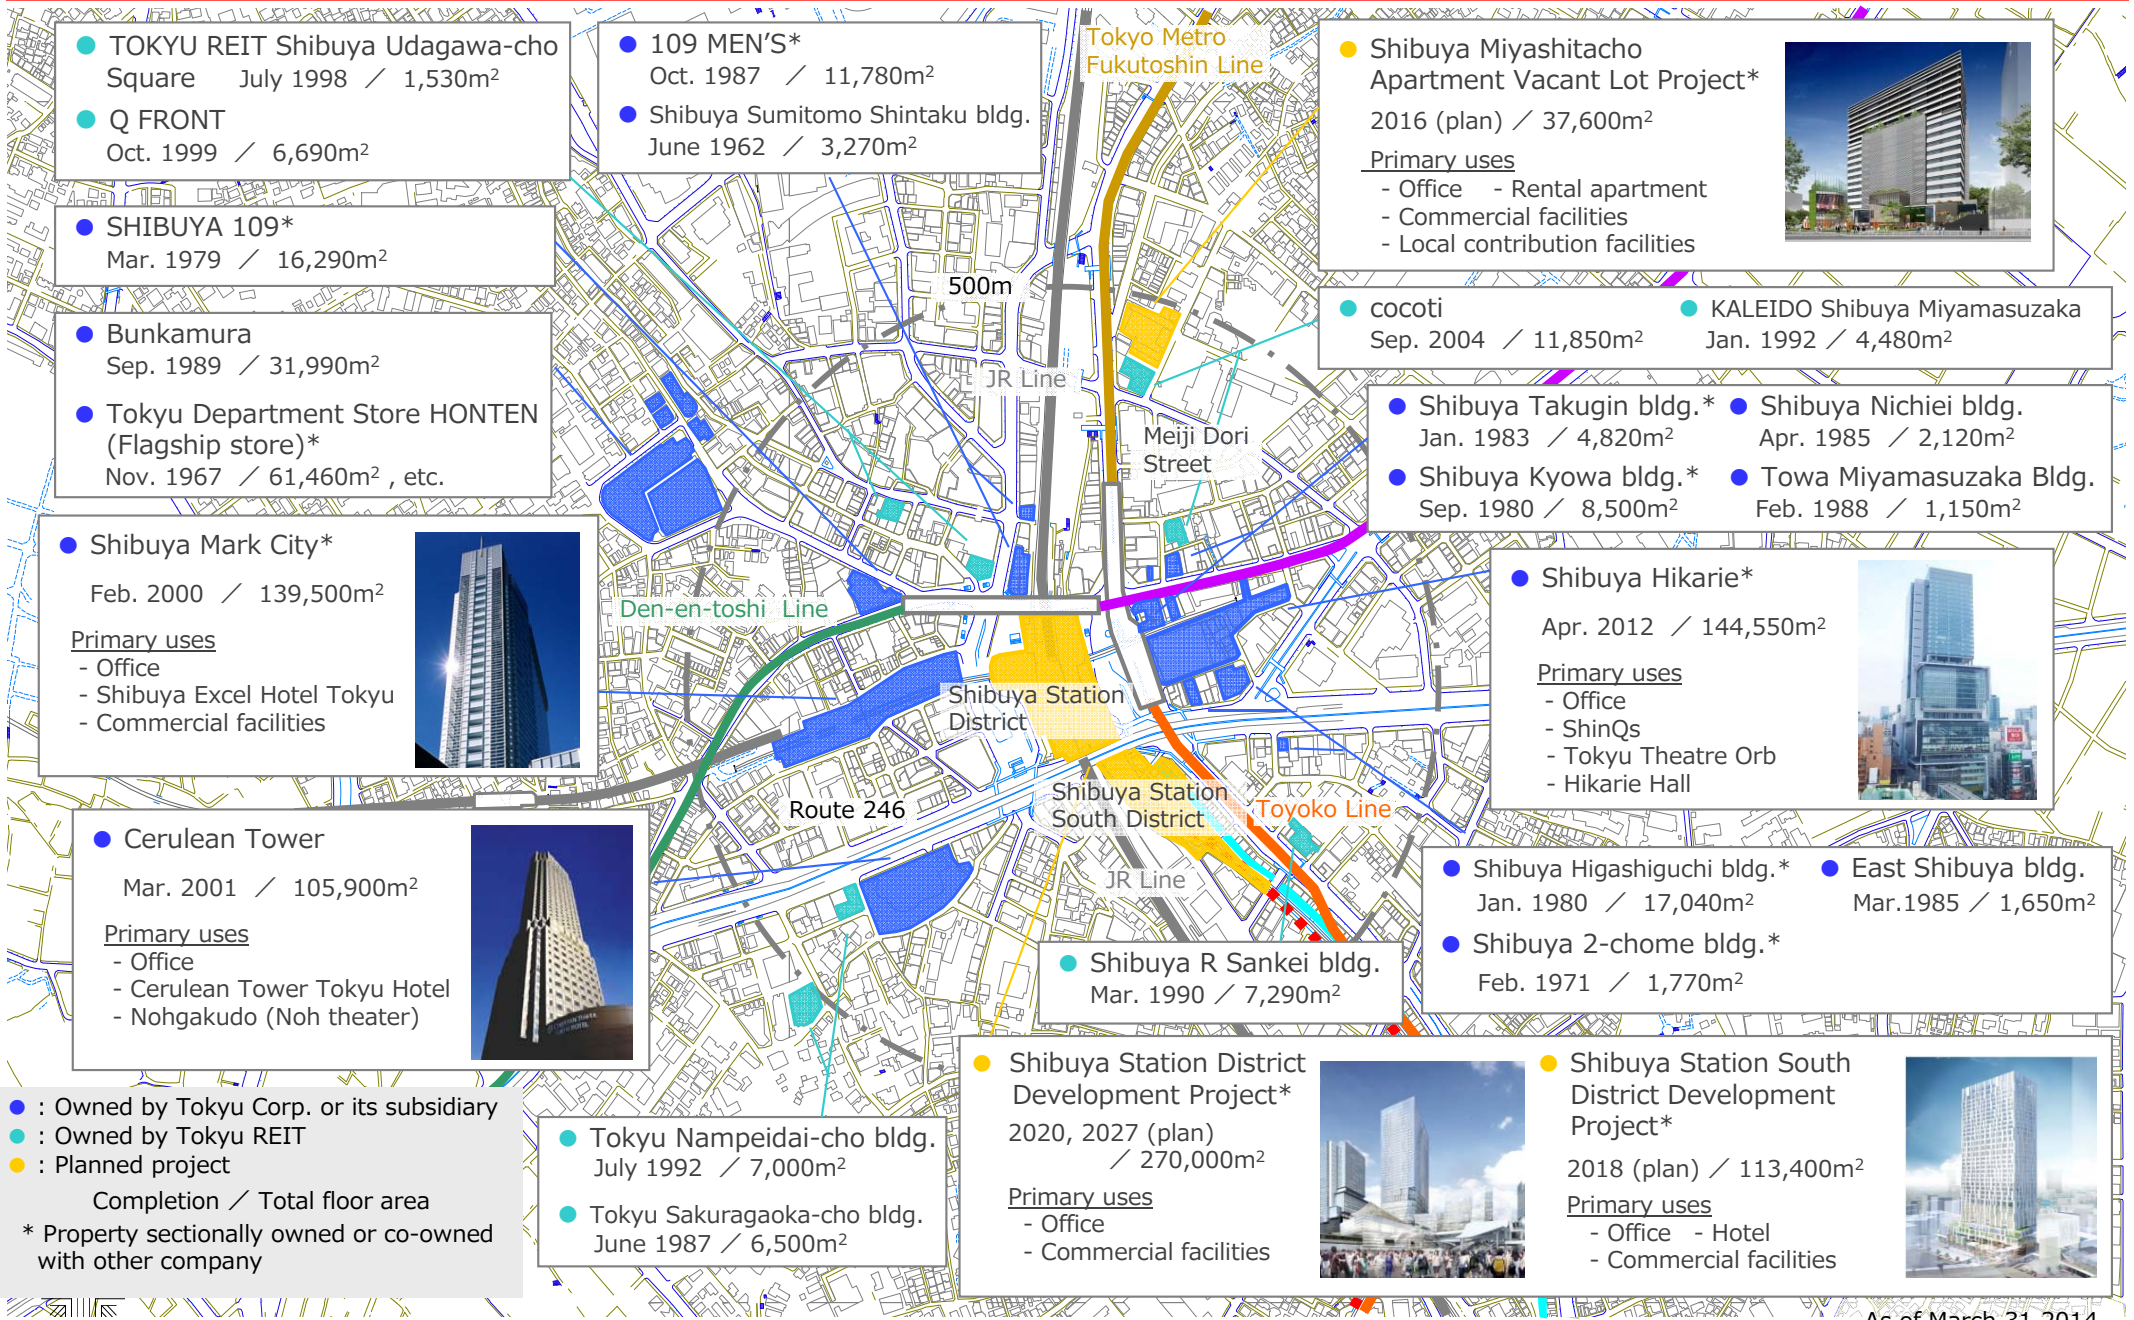 TOKYU REIT Shibuya Udagawa-cho
Square July 1998 ／ 1,530m²
Q FRONT
Oct. 1999 ／ 6,690m²
109 MEN'S*
Oct. 1987 ／ 11,780m²
Shibuya Sumitomo Shintaku bldg.
June 1962 ／ 3,270m²
Tokyo Metro
Fukutoshin Line
Shibuya Miyashitacho
Apartment Vacant Lot Project*
2016 (plan) ／ 37,600m²
Primary uses
- Office - Rental apartment
- Commercial facilities
- Local contribution facilities
SHIBUYA 109*
Mar. 1979 ／ 16,290m²
500m
cocoti
Sep. 2004 ／ 11,850m²
KALEIDO Shibuya Miyamasuzaka
Jan. 1992 ／ 4,480m²
Bunkamura
Sep. 1989 ／ 31,990m²
Tokyu Department Store HONTEN
(Flagship store)*
Nov. 1967 ／ 61,460m² , etc.
JR Line
Meiji Dori
Street
Shibuya Takugin bldg.*
Jan. 1983 ／ 4,820m²
Shibuya Nichiei bldg.
Apr. 1985 ／ 2,120m²
Shibuya Kyowa bldg.*
Sep. 1980 ／ 8,500m²
Towa Miyamasuzaka Bldg.
Feb. 1988 ／ 1,150m²
Shibuya Mark City*
Feb. 2000 ／ 139,500m²
Primary uses
- Office
- Shibuya Excel Hotel Tokyu
- Commercial facilities
Den-en-toshi Line
Shibuya Station
District
Shibuya Hikarie*
Apr. 2012 ／ 144,550m²
Primary uses
- Office
- ShinQs
- Tokyu Theatre Orb
- Hikarie Hall
Route 246
Shibuya Station
South District
Toyoko Line
JR Line
Cerulean Tower
Mar. 2001 ／ 105,900m²
Primary uses
- Office
- Cerulean Tower Tokyu Hotel
- Nohgakudo (Noh theater)
Shibuya Higashiguchi bldg.*
Jan. 1980 ／ 17,040m²
East Shibuya bldg.
Mar.1985 ／ 1,650m²
Shibuya 2-chome bldg.*
Feb. 1971 ／ 1,770m²
Shibuya R Sankei bldg.
Mar. 1990 ／ 7,290m²
: Owned by Tokyu Corp. or its subsidiary
: Owned by Tokyu REIT
: Planned project
Completion ／ Total floor area
* Property sectionally owned or co-owned
with other company
Tokyu Nampeidai-cho bldg.
July 1992 ／ 7,000m²
Tokyu Sakuragaoka-cho bldg.
June 1987 ／ 6,500m²
Shibuya Station District
Development Project*
2020, 2027 (plan)
／ 270,000m²
Primary uses
- Office
- Commercial facilities
Shibuya Station South
District Development
Project*
2018 (plan) ／ 113,400m²
Primary uses
- Office - Hotel
- Commercial facilities
As of March 31 2014